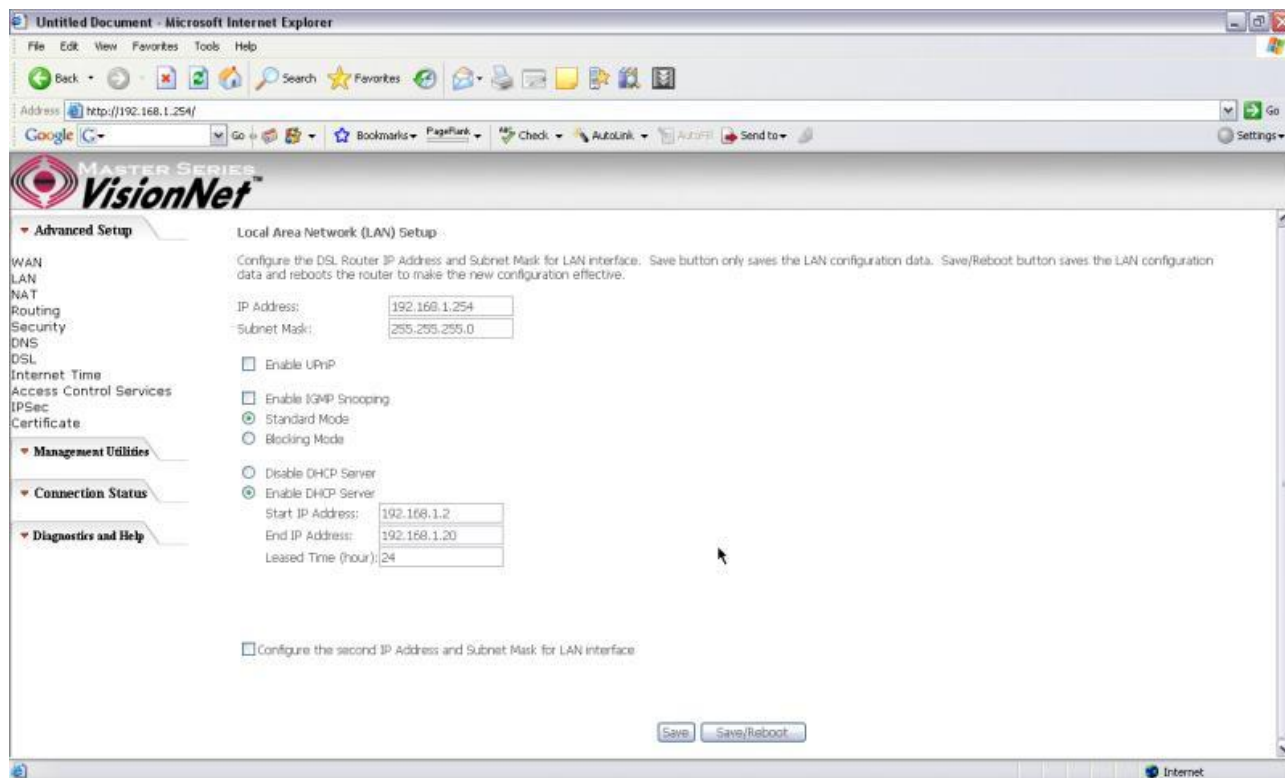 Untitled Document - Microsoft Internet Explorer
File Edit View Favorites Tools Help
Back Search Favorites
Address http://192.168.1.254/ Go
Google G Go Bookmarks PageRank Check AutoLink AutoFill Send to Settings
MASTER SERIES
VisionNet™
Advanced Setup
WAN
LAN
NAT
Routing
Security
DNS
DSL
Internet Time
Access Control Services
IPSec
Certificate
Management Utilities
Connection Status
Diagnostics and Help
Local Area Network (LAN) Setup
Configure the DSL Router IP Address and Subnet Mask for LAN interface. Save button only saves the LAN configuration data. Save/Reboot button saves the LAN configuration
data and reboots the router to make the new configuration effective.
IP Address: 192.168.1.254
Subnet Mask: 255.255.255.0
Enable UPnP
Enable IGMP Snooping
Standard Mode
Blocking Mode
Disable DHCP Server
Enable DHCP Server
Start IP Address: 192.168.1.2
End IP Address: 192.168.1.20
Leased Time (hour): 24
Configure the second IP Address and Subnet Mask for LAN interface
Save Save/Reboot
Internet